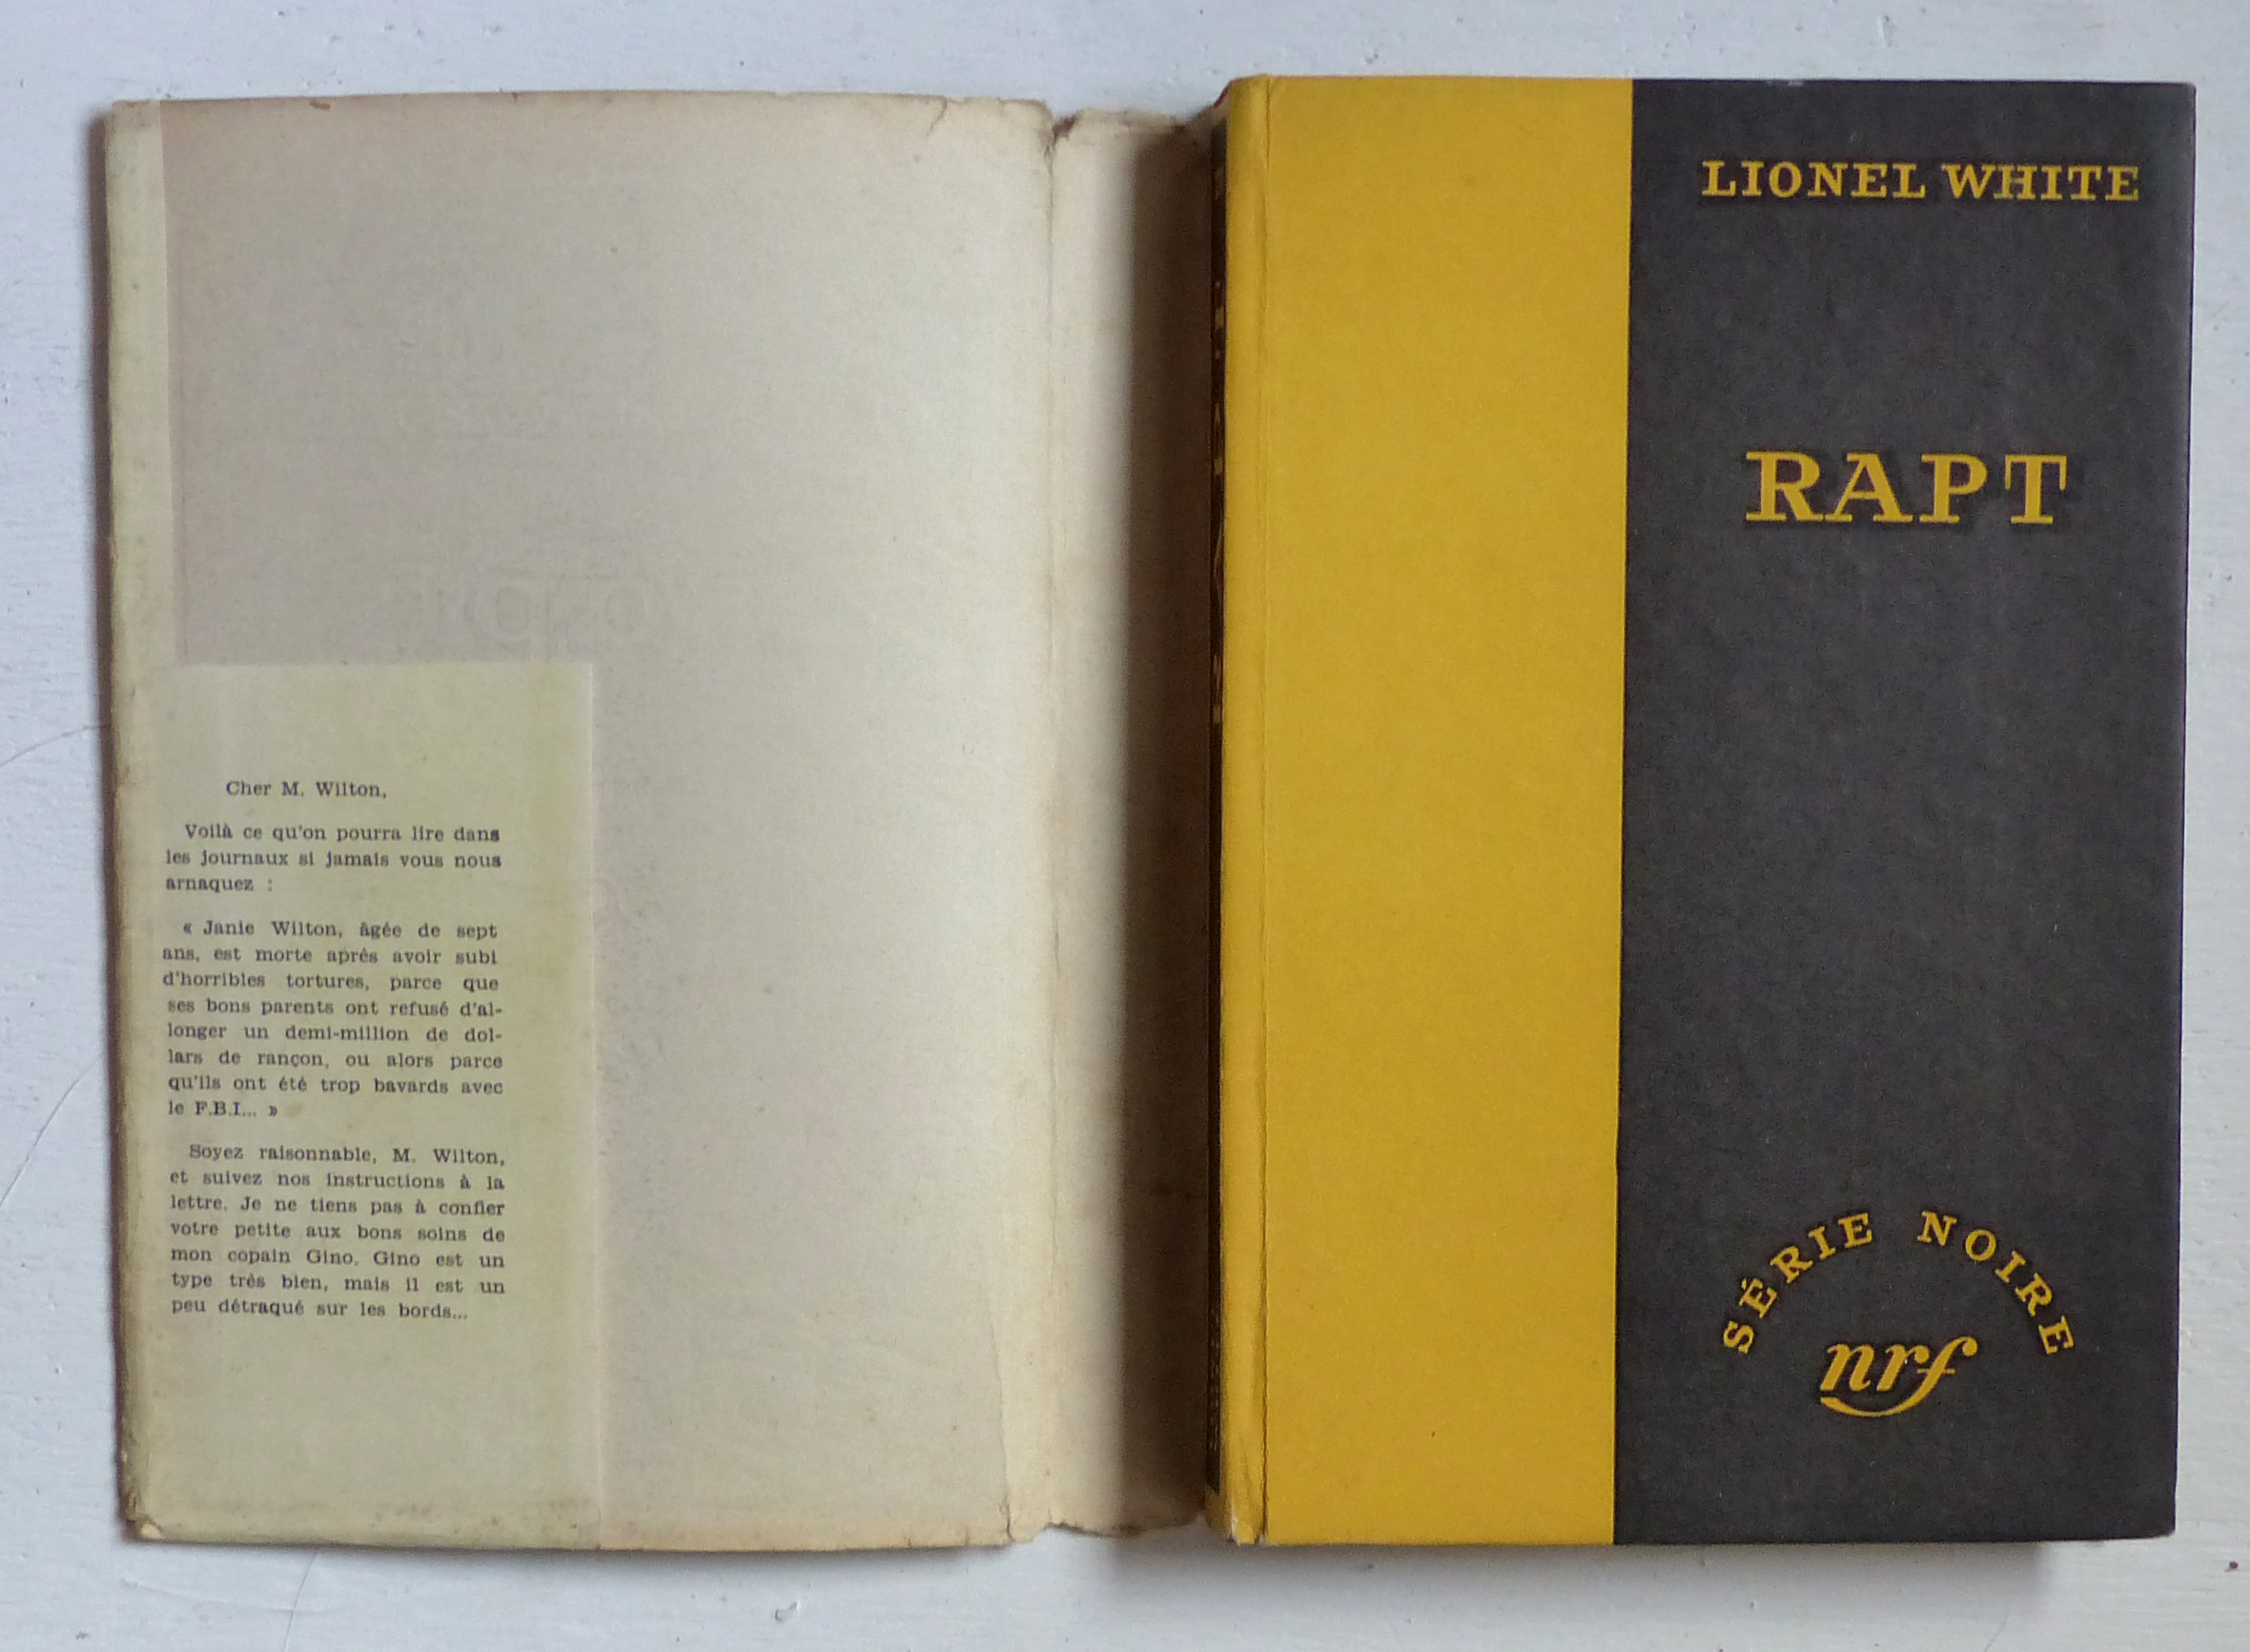 Cher M. Wilton,
Voilà ce qu'on pourra lire dans
les journaux si jamais vous nous
arnaquez :
« Janie Wilton, âgée de sept
ans, est morte après avoir subi
d'horribles tortures, parce que
ses bons parents ont refusé d'al-
longer un demi-million de dol-
lars de rançon, ou alors parce
qu'ils ont été trop bavards avec
le F.B.I... »
Soyez raisonnable, M. Wilton,
et suivez nos instructions à la
lettre. Je ne tiens pas à confier
votre petite aux bons soins de
mon copain Gino. Gino est un
type très bien, mais il est un
peu détraqué sur les bords...
LIONEL WHITE
RAPT
SÉRIE NOIRE
nrf